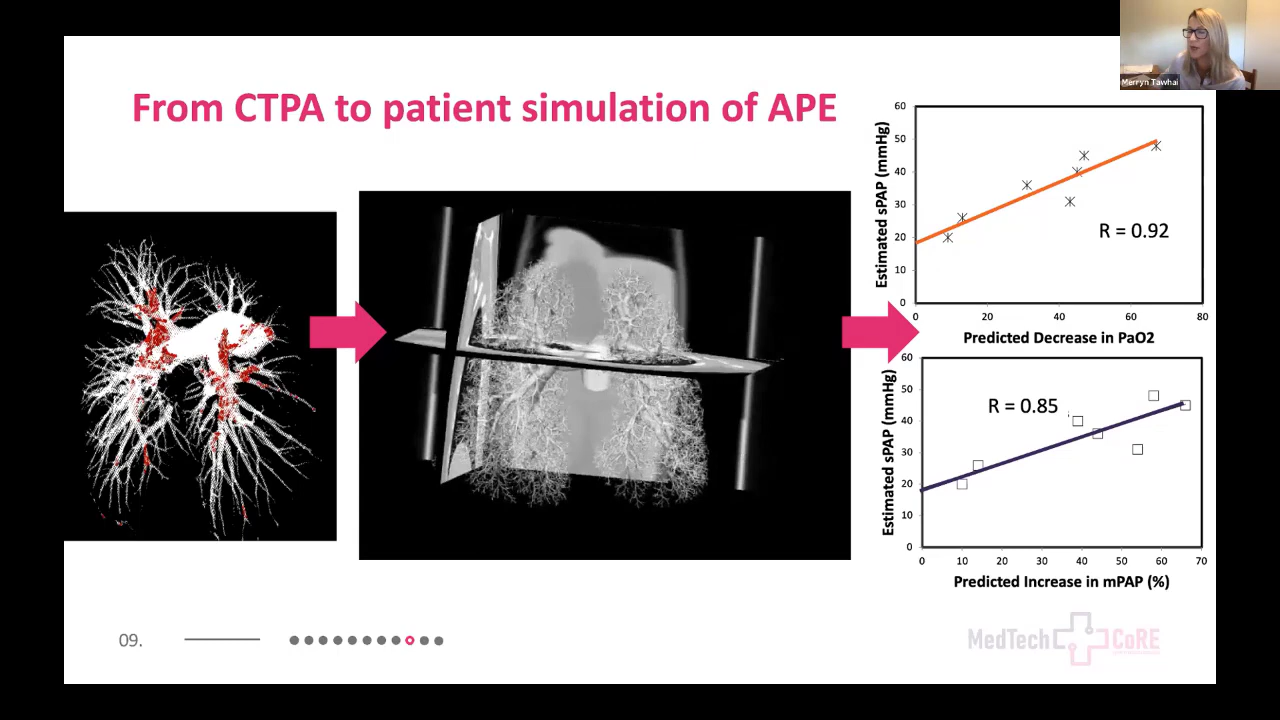 Merryn Tawhai
From CTPA to patient simulation of APE
Estimated sPAP (mmHg)
60
50
40
30
20
10
0
R = 0.92
0 20 40 60 80
Predicted Decrease in PaO2
Estimated sPAP (mmHg)
60
50
40
30
20
10
0
R = 0.85
0 10 20 30 40 50 60 70
Predicted Increase in mPAP (%)
09.
MedTech CoRE